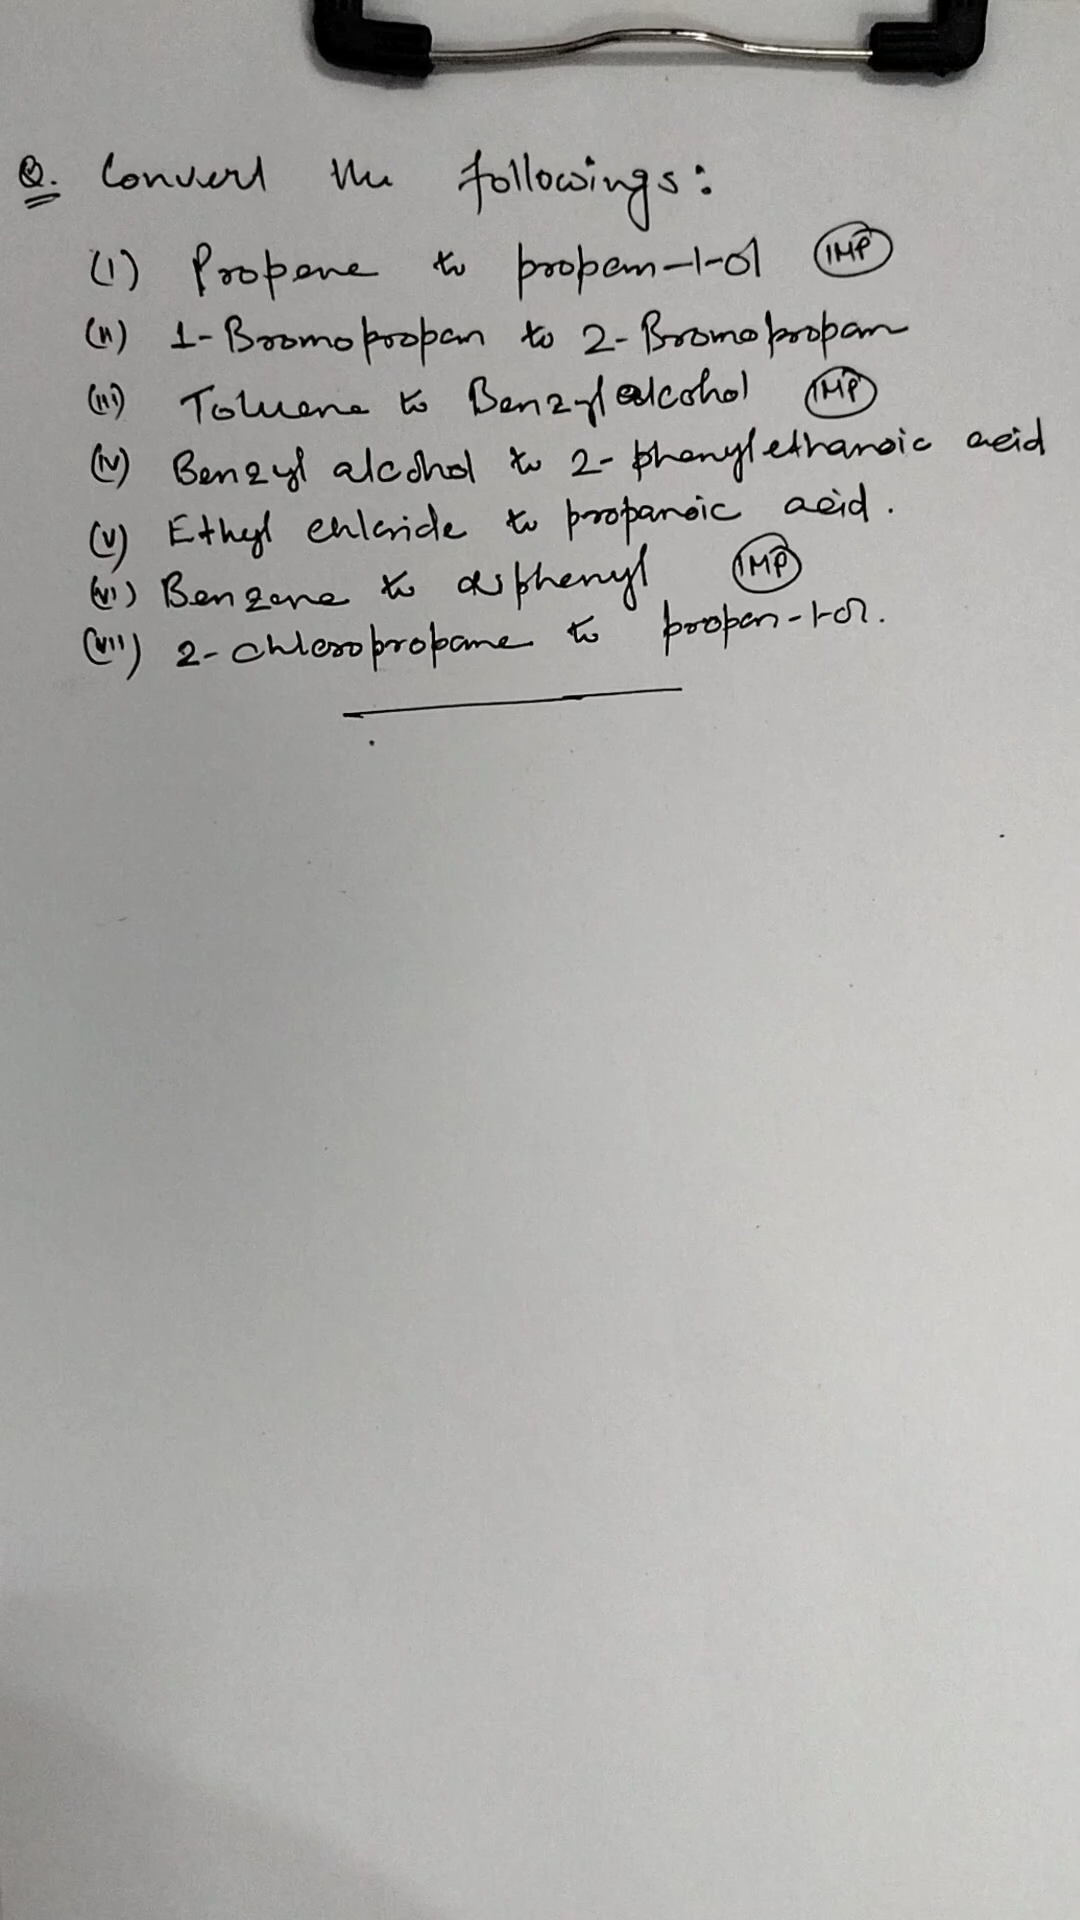 Q. Convert the followings:
(i) Propene to propan-1-ol IMP
(ii) 1-Bromopropan to 2-Bromopropan
(iii) Toluene to Benzyl alcohol IMP
(iv) Benzyl alcohol to 2-phenylethanoic acid
(v) Ethyl chloride to propanoic acid.
(vi) Benzene to diphenyl IMP
(vii) 2-chloropropane to propan-1-ol.